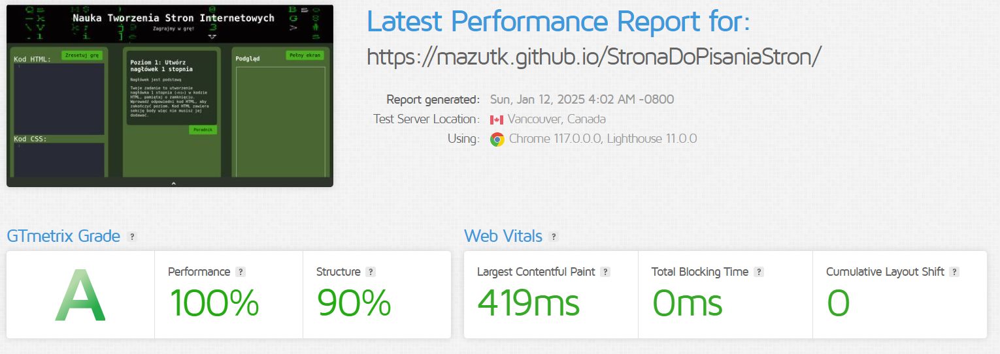 Nauka Tworzenia Stron Internetowych
Zagrajmy w grę!
Kod HTML:
Zresetuj grę
1
Kod CSS:
1
Poziom 1: Utwórz
nagłówek 1 stopnia
Nagłówek jest podstawą
Twoje zadanie to utworzenie
nagłówka 1 stopnia (<h1>) w kodzie
HTML, pamiętaj o zamknięciu.
Wprowadź odpowiedni kod HTML, aby
zakończyć poziom. Kod HTML zawiera
sekcję body więc nie musisz jej
dodawać.
Poradnik
Podgląd
Pełny ekran
^
Latest Performance Report for:
https://mazutk.github.io/StronaDoPisaniaStron/
Report generated: Sun, Jan 12, 2025 4:02 AM -0800
Test Server Location: Vancouver, Canada
Using: Chrome 117.0.0.0, Lighthouse 11.0.0
GTmetrix Grade ?
A
Performance ?
100%
Structure ?
90%
Web Vitals ?
Largest Contentful Paint ?
419ms
Total Blocking Time ?
0ms
Cumulative Layout Shift ?
0